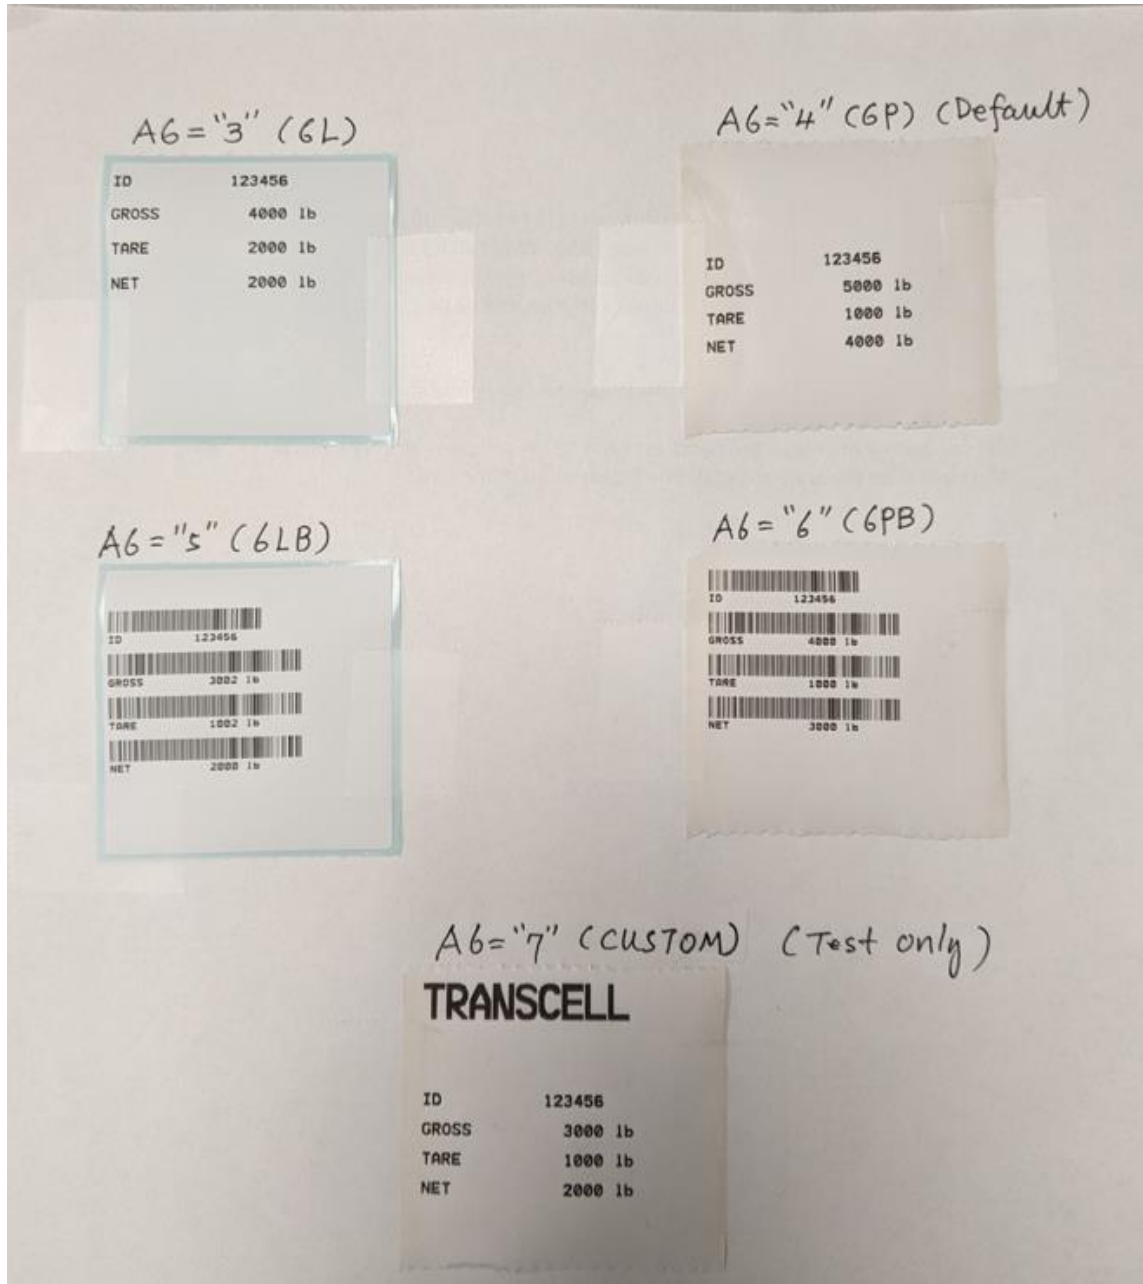 A6="3" (6L)
ID 123456
GROSS 4000 lb
TARE 2000 lb
NET 2000 lb
A6="4" (6P) (Default)
ID 123456
GROSS 5000 lb
TARE 1000 lb
NET 4000 lb
A6="5" (6LB)
ID 123456
GROSS 3002 lb
TARE 1002 lb
NET 2000 lb
A6="6" (6PB)
ID 123456
GROSS 4000 lb
TARE 1000 lb
NET 3000 lb
A6="7" (CUSTOM) (Test only)
TRANSCELL
ID 123456
GROSS 3000 lb
TARE 1000 lb
NET 2000 lb